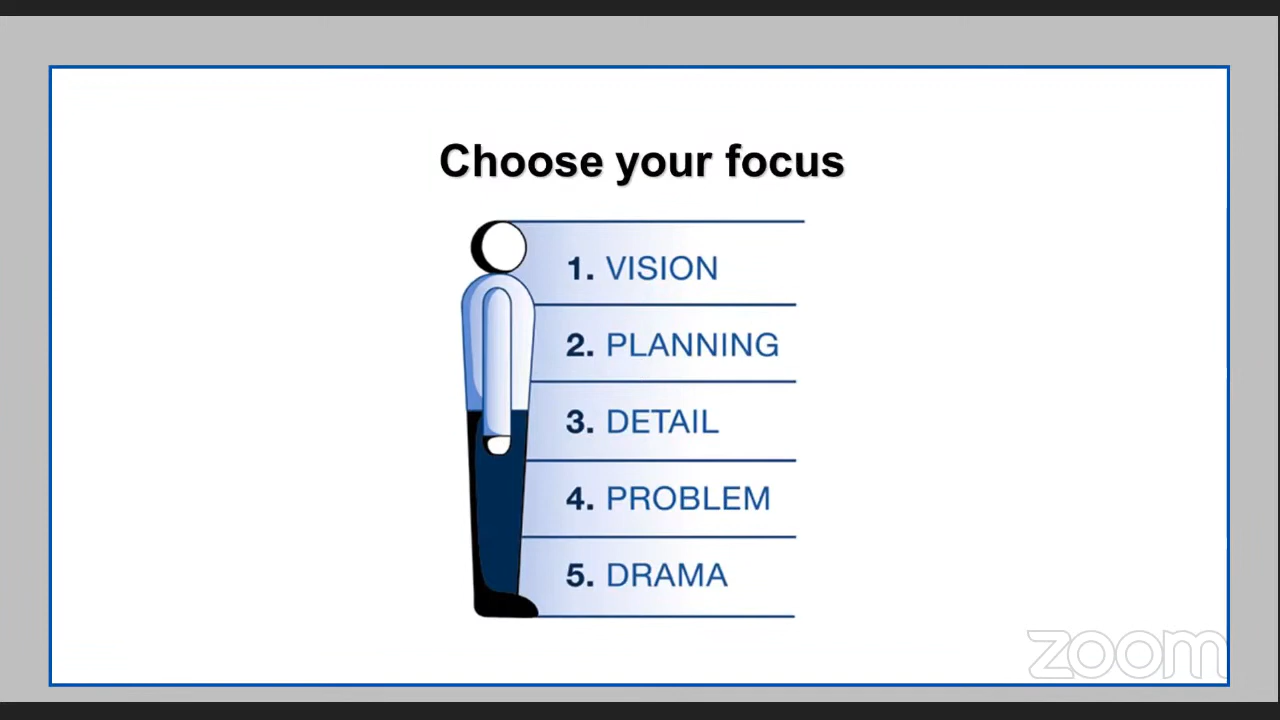 Choose your focus
1. VISION
2. PLANNING
3. DETAIL
4. PROBLEM
5. DRAMA
zoom